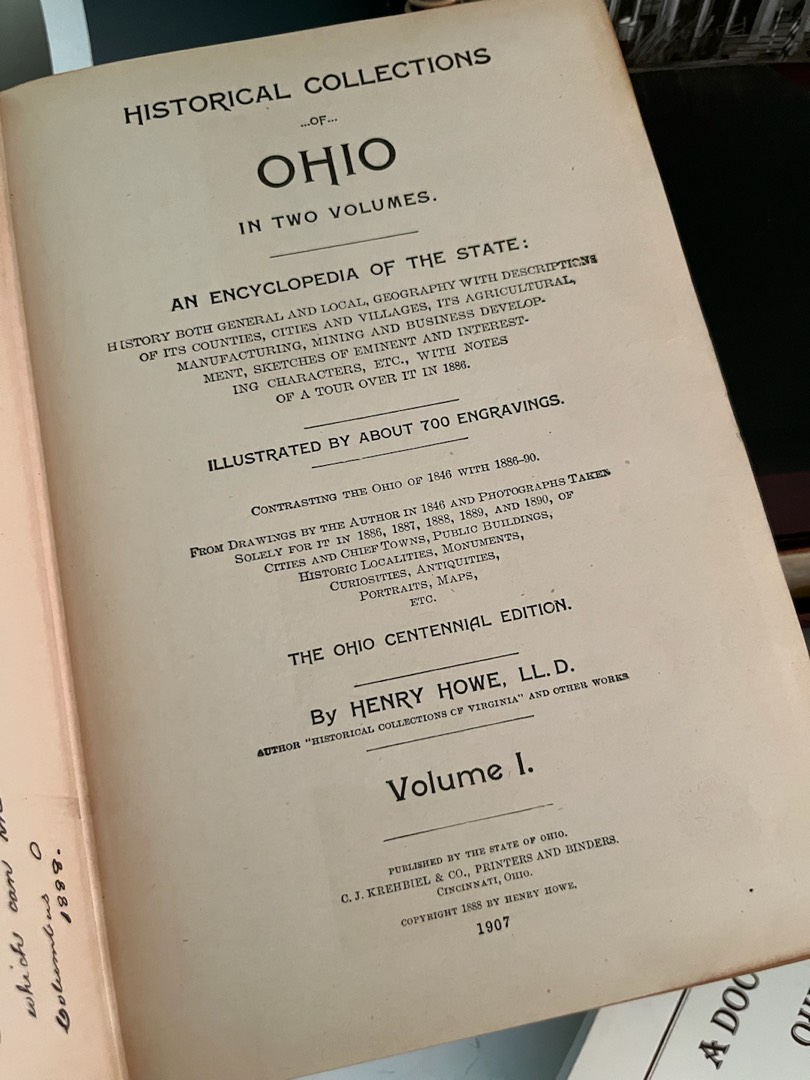 HISTORICAL COLLECTIONS
...OF...
OHIO
IN TWO VOLUMES.
AN ENCYCLOPEDIA OF THE STATE:
HISTORY BOTH GENERAL AND LOCAL, GEOGRAPHY WITH DESCRIPTIONS
OF ITS COUNTIES, CITIES AND VILLAGES, ITS AGRICULTURAL,
MANUFACTURING, MINING AND BUSINESS DEVELOP-
MENT, SKETCHES OF EMINENT AND INTEREST-
ING CHARACTERS, ETC., WITH NOTES
OF A TOUR OVER IT IN 1886.
ILLUSTRATED BY ABOUT 700 ENGRAVINGS.
CONTRASTING THE OHIO OF 1846 WITH 1886-90.
FROM DRAWINGS BY THE AUTHOR IN 1846 AND PHOTOGRAPHS TAKEN
SOLELY FOR IT IN 1886, 1887, 1888, 1889, AND 1890, OF
CITIES AND CHIEF TOWNS, PUBLIC BUILDINGS,
HISTORIC LOCALITIES, MONUMENTS,
CURIOSITIES, ANTIQUITIES,
PORTRAITS, MAPS,
ETC.
THE OHIO CENTENNIAL EDITION.
By HENRY HOWE, LL.D.
AUTHOR "HISTORICAL COLLECTIONS OF VIRGINIA" AND OTHER WORKS
Volume I.
PUBLISHED BY THE STATE OF OHIO.
C. J. KREHBIEL & CO., PRINTERS AND BINDERS.
CINCINNATI, OHIO.
COPYRIGHT 1888 BY HENRY HOWE.
1907
which can
Columbus O
1888.
A DOC